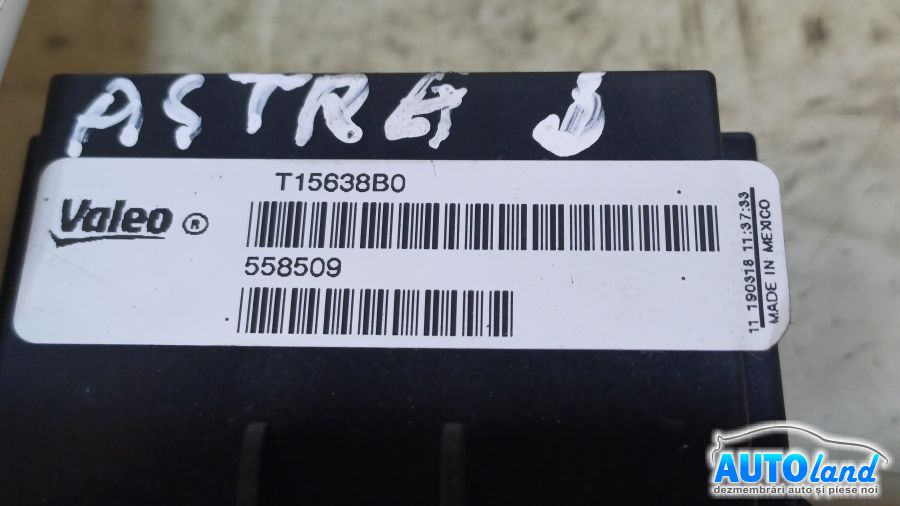 ASTRA J
T15638B0
Valeo ®
558509
11 190318 11:37:33
MADE IN MEXICO
AUTOland
dezmembrări auto și piese noi